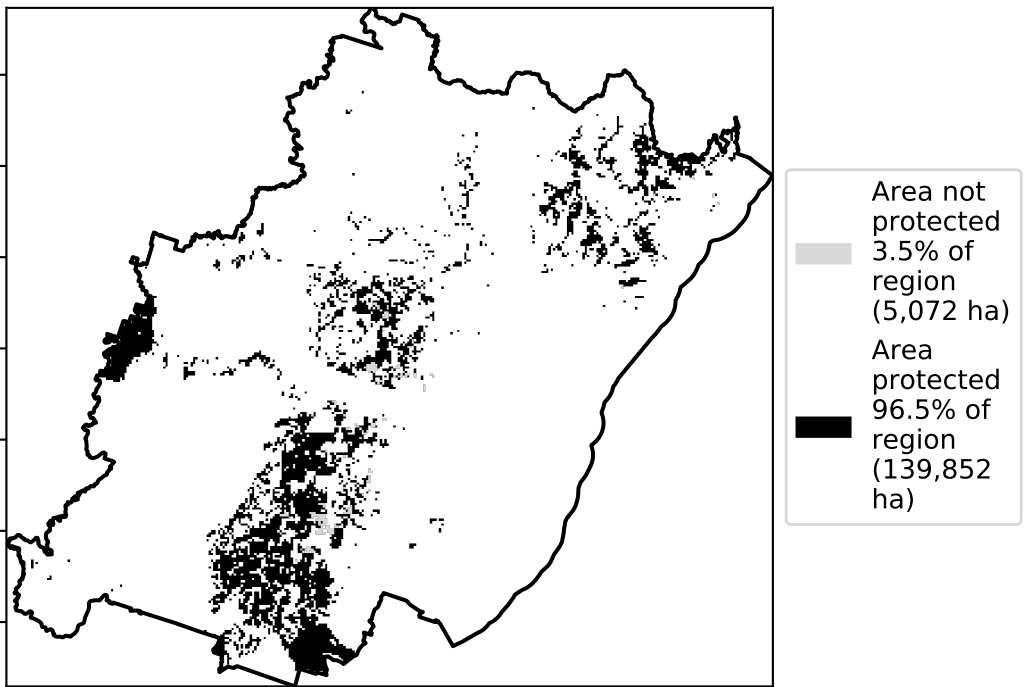 Area not
protected
3.5% of
region
(5,072 ha)
Area
protected
96.5% of
region
(139,852
ha)